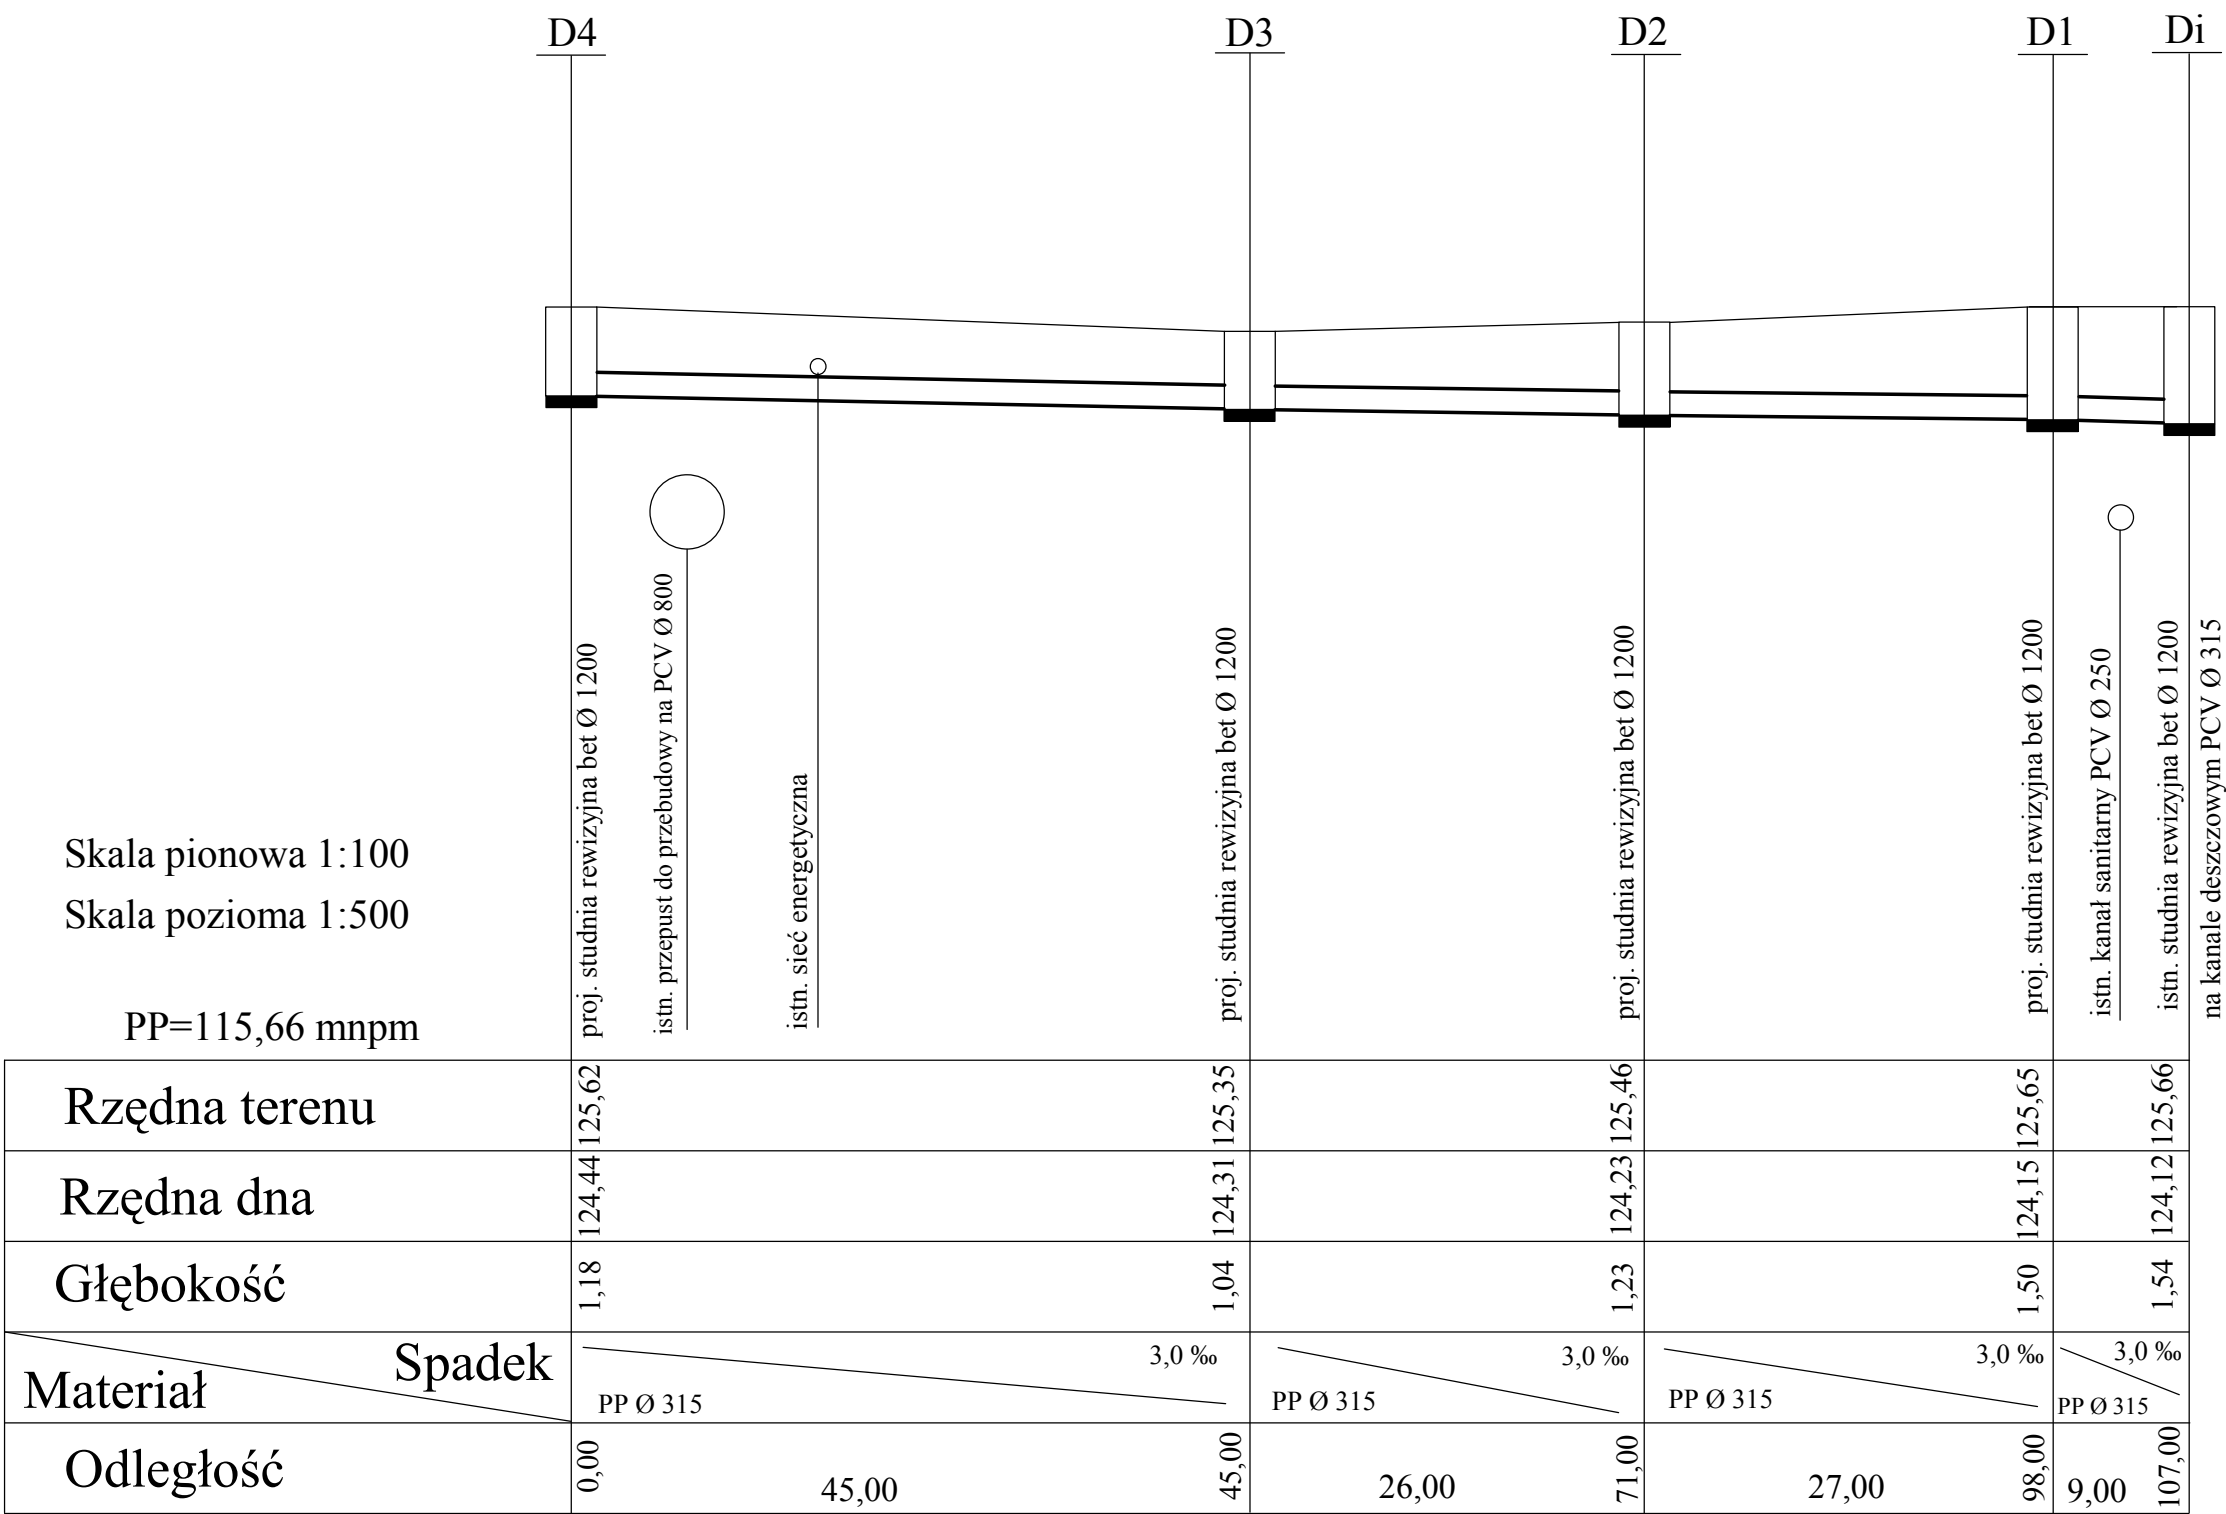 D4
D3
D2
D1
Di
proj. studnia rewizyjna bet Ø 1200
istn. przepust do przebudowy na PCV Ø 800
istn. sieć energetyczna
proj. studnia rewizyjna bet Ø 1200
proj. studnia rewizyjna bet Ø 1200
proj. studnia rewizyjna bet Ø 1200
istn. kanał sanitarny PCV Ø 250
istn. studnia rewizyjna bet Ø 1200
na kanale deszczowym PCV Ø 315
Skala pionowa 1:100
Skala pozioma 1:500
PP=115,66 mnpm
Rzędna terenu
125,62
125,35
125,46
125,65
125,66
Rzędna dna
124,44
124,31
124,23
124,15
124,12
Głębokość
1,18
1,04
1,23
1,50
1,54
Spadek
Materiał
3,0 ‰
PP Ø 315
3,0 ‰
PP Ø 315
3,0 ‰
PP Ø 315
3,0 ‰
PP Ø 315
Odległość
0,00
45,00
45,00
26,00
71,00
27,00
98,00
9,00
107,00